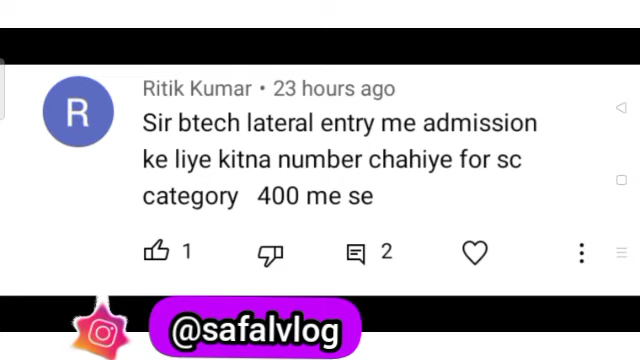 R
Ritik Kumar • 23 hours ago
Sir btech lateral entry me admission
ke liye kitna number chahiye for sc
category 400 me se
1
2
@safalvlog